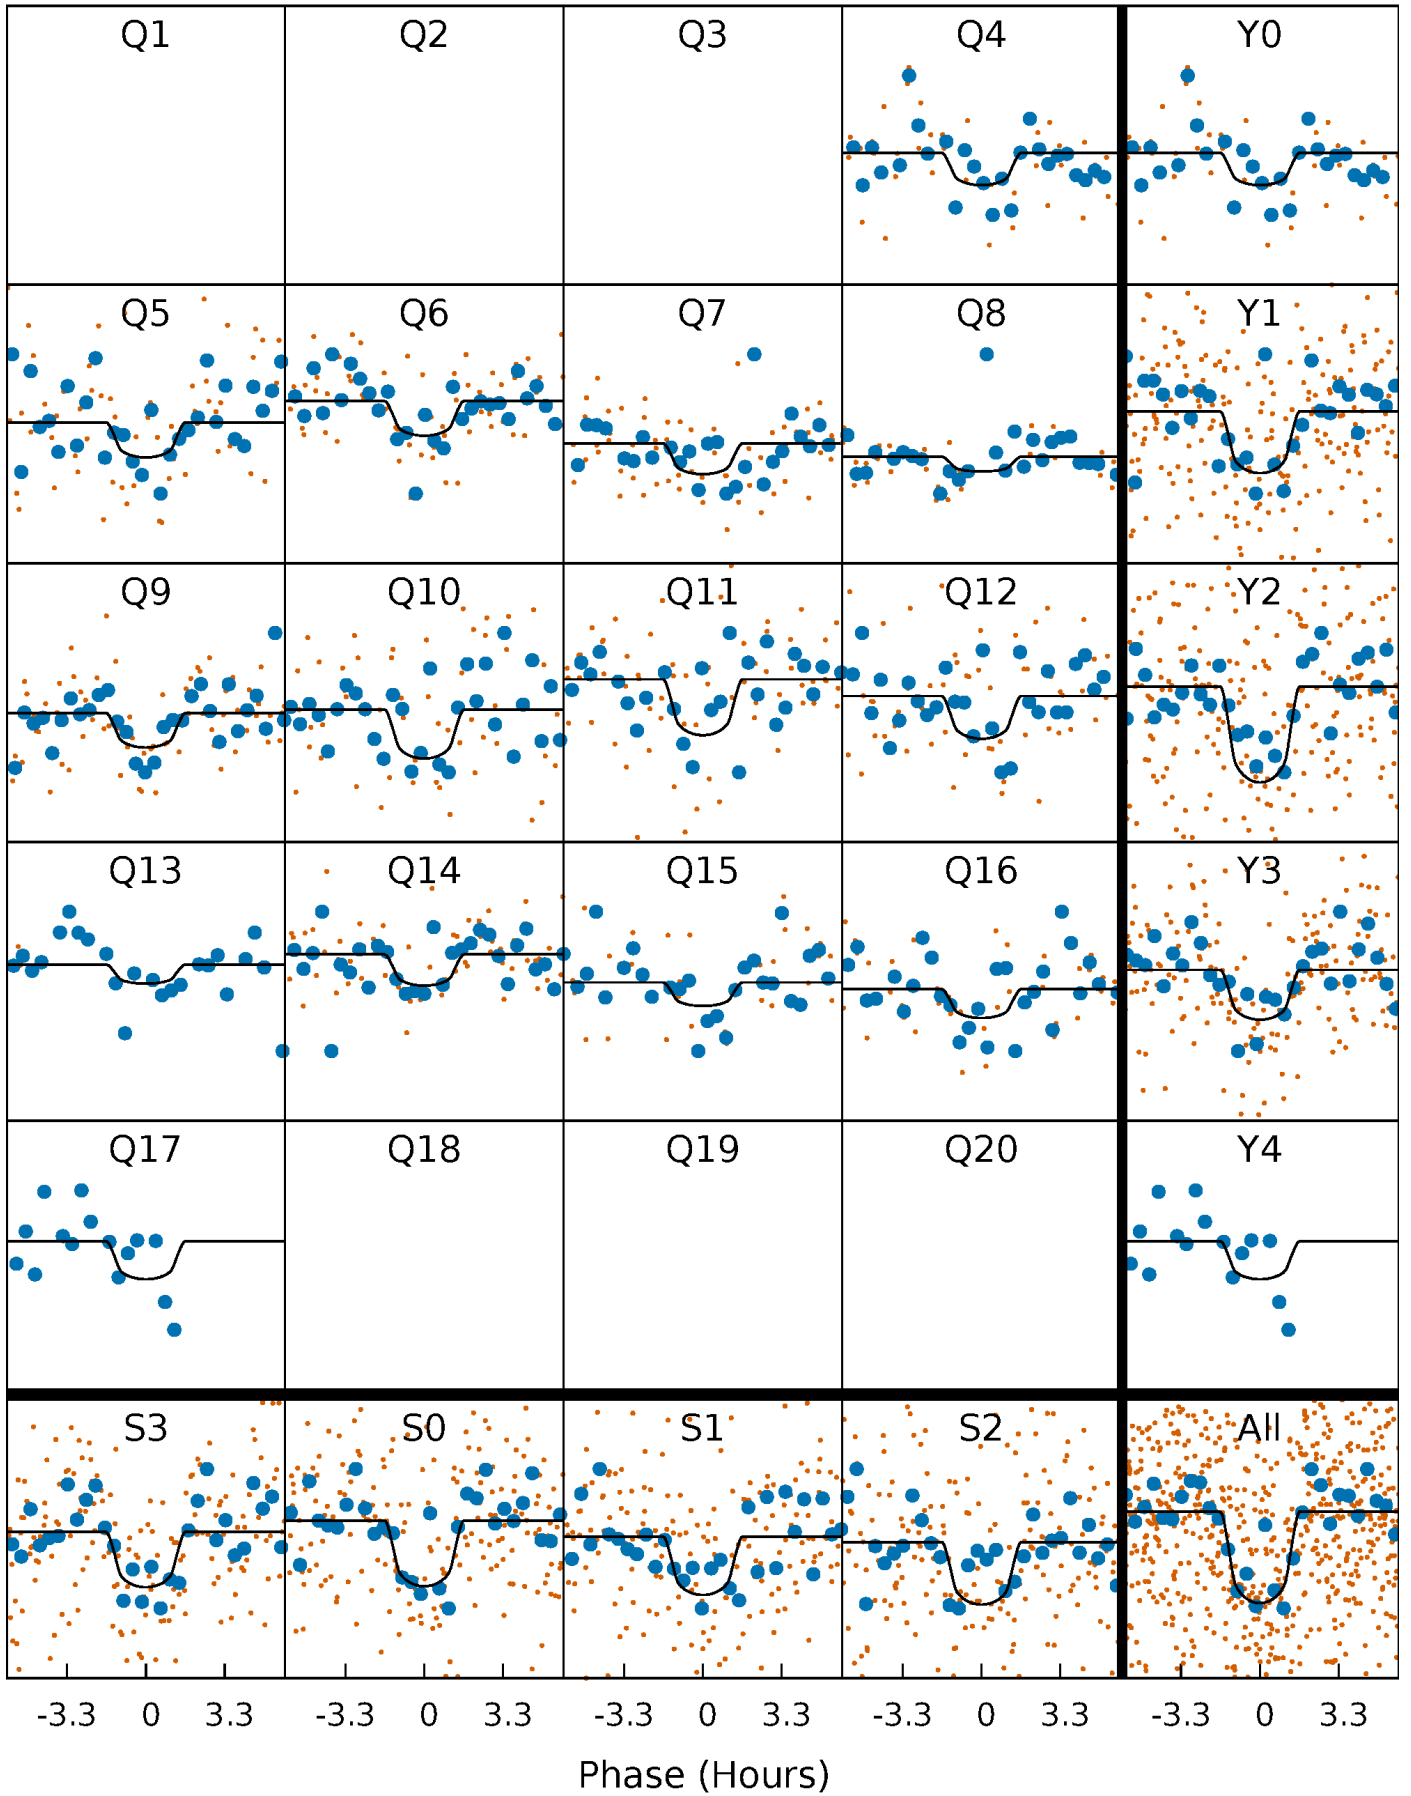 Q1 Q2 Q3 Q4 Y0
Q5 Q6 Q7 Q8 Y1
Q9 Q10 Q11 Q12 Y2
Q13 Q14 Q15 Q16 Y3
Q17 Q18 Q19 Q20 Y4
S3 S0 S1 S2 All
-3.3 0 3.3 -3.3 0 3.3 -3.3 0 3.3 -3.3 0 3.3 -3.3 0 3.3
Phase (Hours)